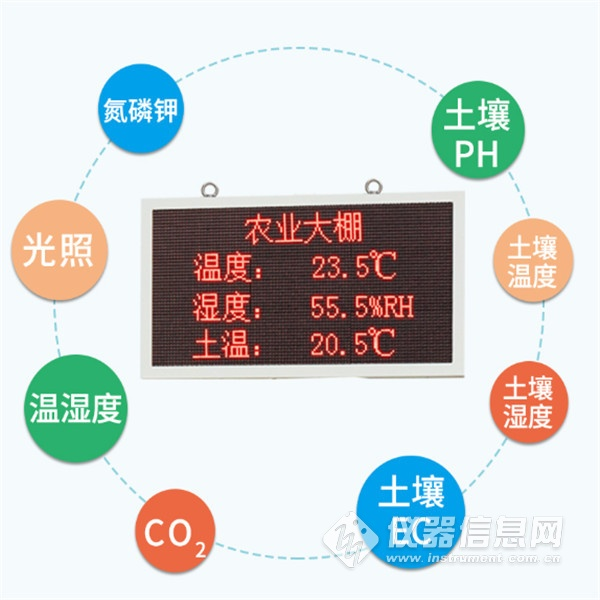 氮磷钾
土壤
PH
光照
农业大棚
温度: 23.5℃
湿度: 55.5%RH
土温: 20.5℃
土壤
温度
温湿度
土壤
湿度
CO₂
土壤
EC
仪器信息网
www.instrument.com.cn